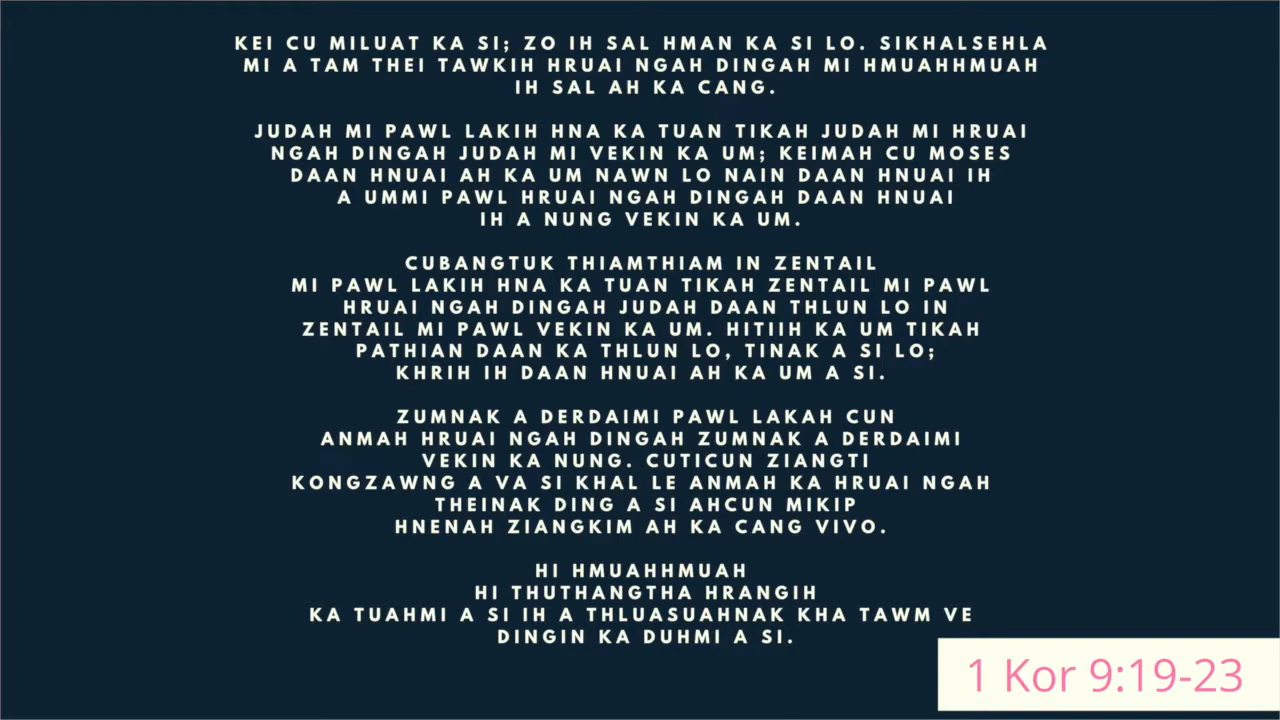 KEI CU MILUAT KA SI; ZO IH SAL HMAN KA SI LO. SIKHALSEHLA
MI A TAM THEI TAWKIH HRUAI NGAH DINGAH MI HMUAHHMUAH
IH SAL AH KA CANG.
JUDAH MI PAWL LAKIH HNA KA TUAN TIKAH JUDAH MI HRUAI
NGAH DINGAH JUDAH MI VEKIN KA UM; KEIMAH CU MOSES
DAAN HNUAI AH KA UM NAWN LO NAIN DAAN HNUAI IH
A UMMI PAWL HRUAI NGAH DINGAH DAAN HNUAI
IH A NUNG VEKIN KA UM.
CUBANGTUK THIAMTHIAM IN ZENTAIL
MI PAWL LAKIH HNA KA TUAN TIKAH ZENTAIL MI PAWL
HRUAI NGAH DINGAH JUDAH DAAN THLUN LO IN
ZENTAIL MI PAWL VEKIN KA UM. HITIIH KA UM TIKAH
PATHIAN DAAN KA THLUN LO, TINAK A SI LO;
KHRIH IH DAAN HNUAI AH KA UM A SI.
ZUMNAK A DERDAIMI PAWL LAKAH CUN
ANMAH HRUAI NGAH DINGAH ZUMNAK A DERDAIMI
VEKIN KA NUNG. CUTICUN ZIANGTI
KONGZAWNG A VA SI KHAL LE ANMAH KA HRUAI NGAH
THEINAK DING A SI AHCUN MIKIP
HNENAH ZIANGKIM AH KA CANG VIVO.
HI HMUAHHMUAH
HI THUTHANGTHA HRANGIH
KA TUAHMI A SI IH A THLUASUAHNAK KHA TAWM VE
DINGIN KA DUHMI A SI.
1 Kor 9:19-23